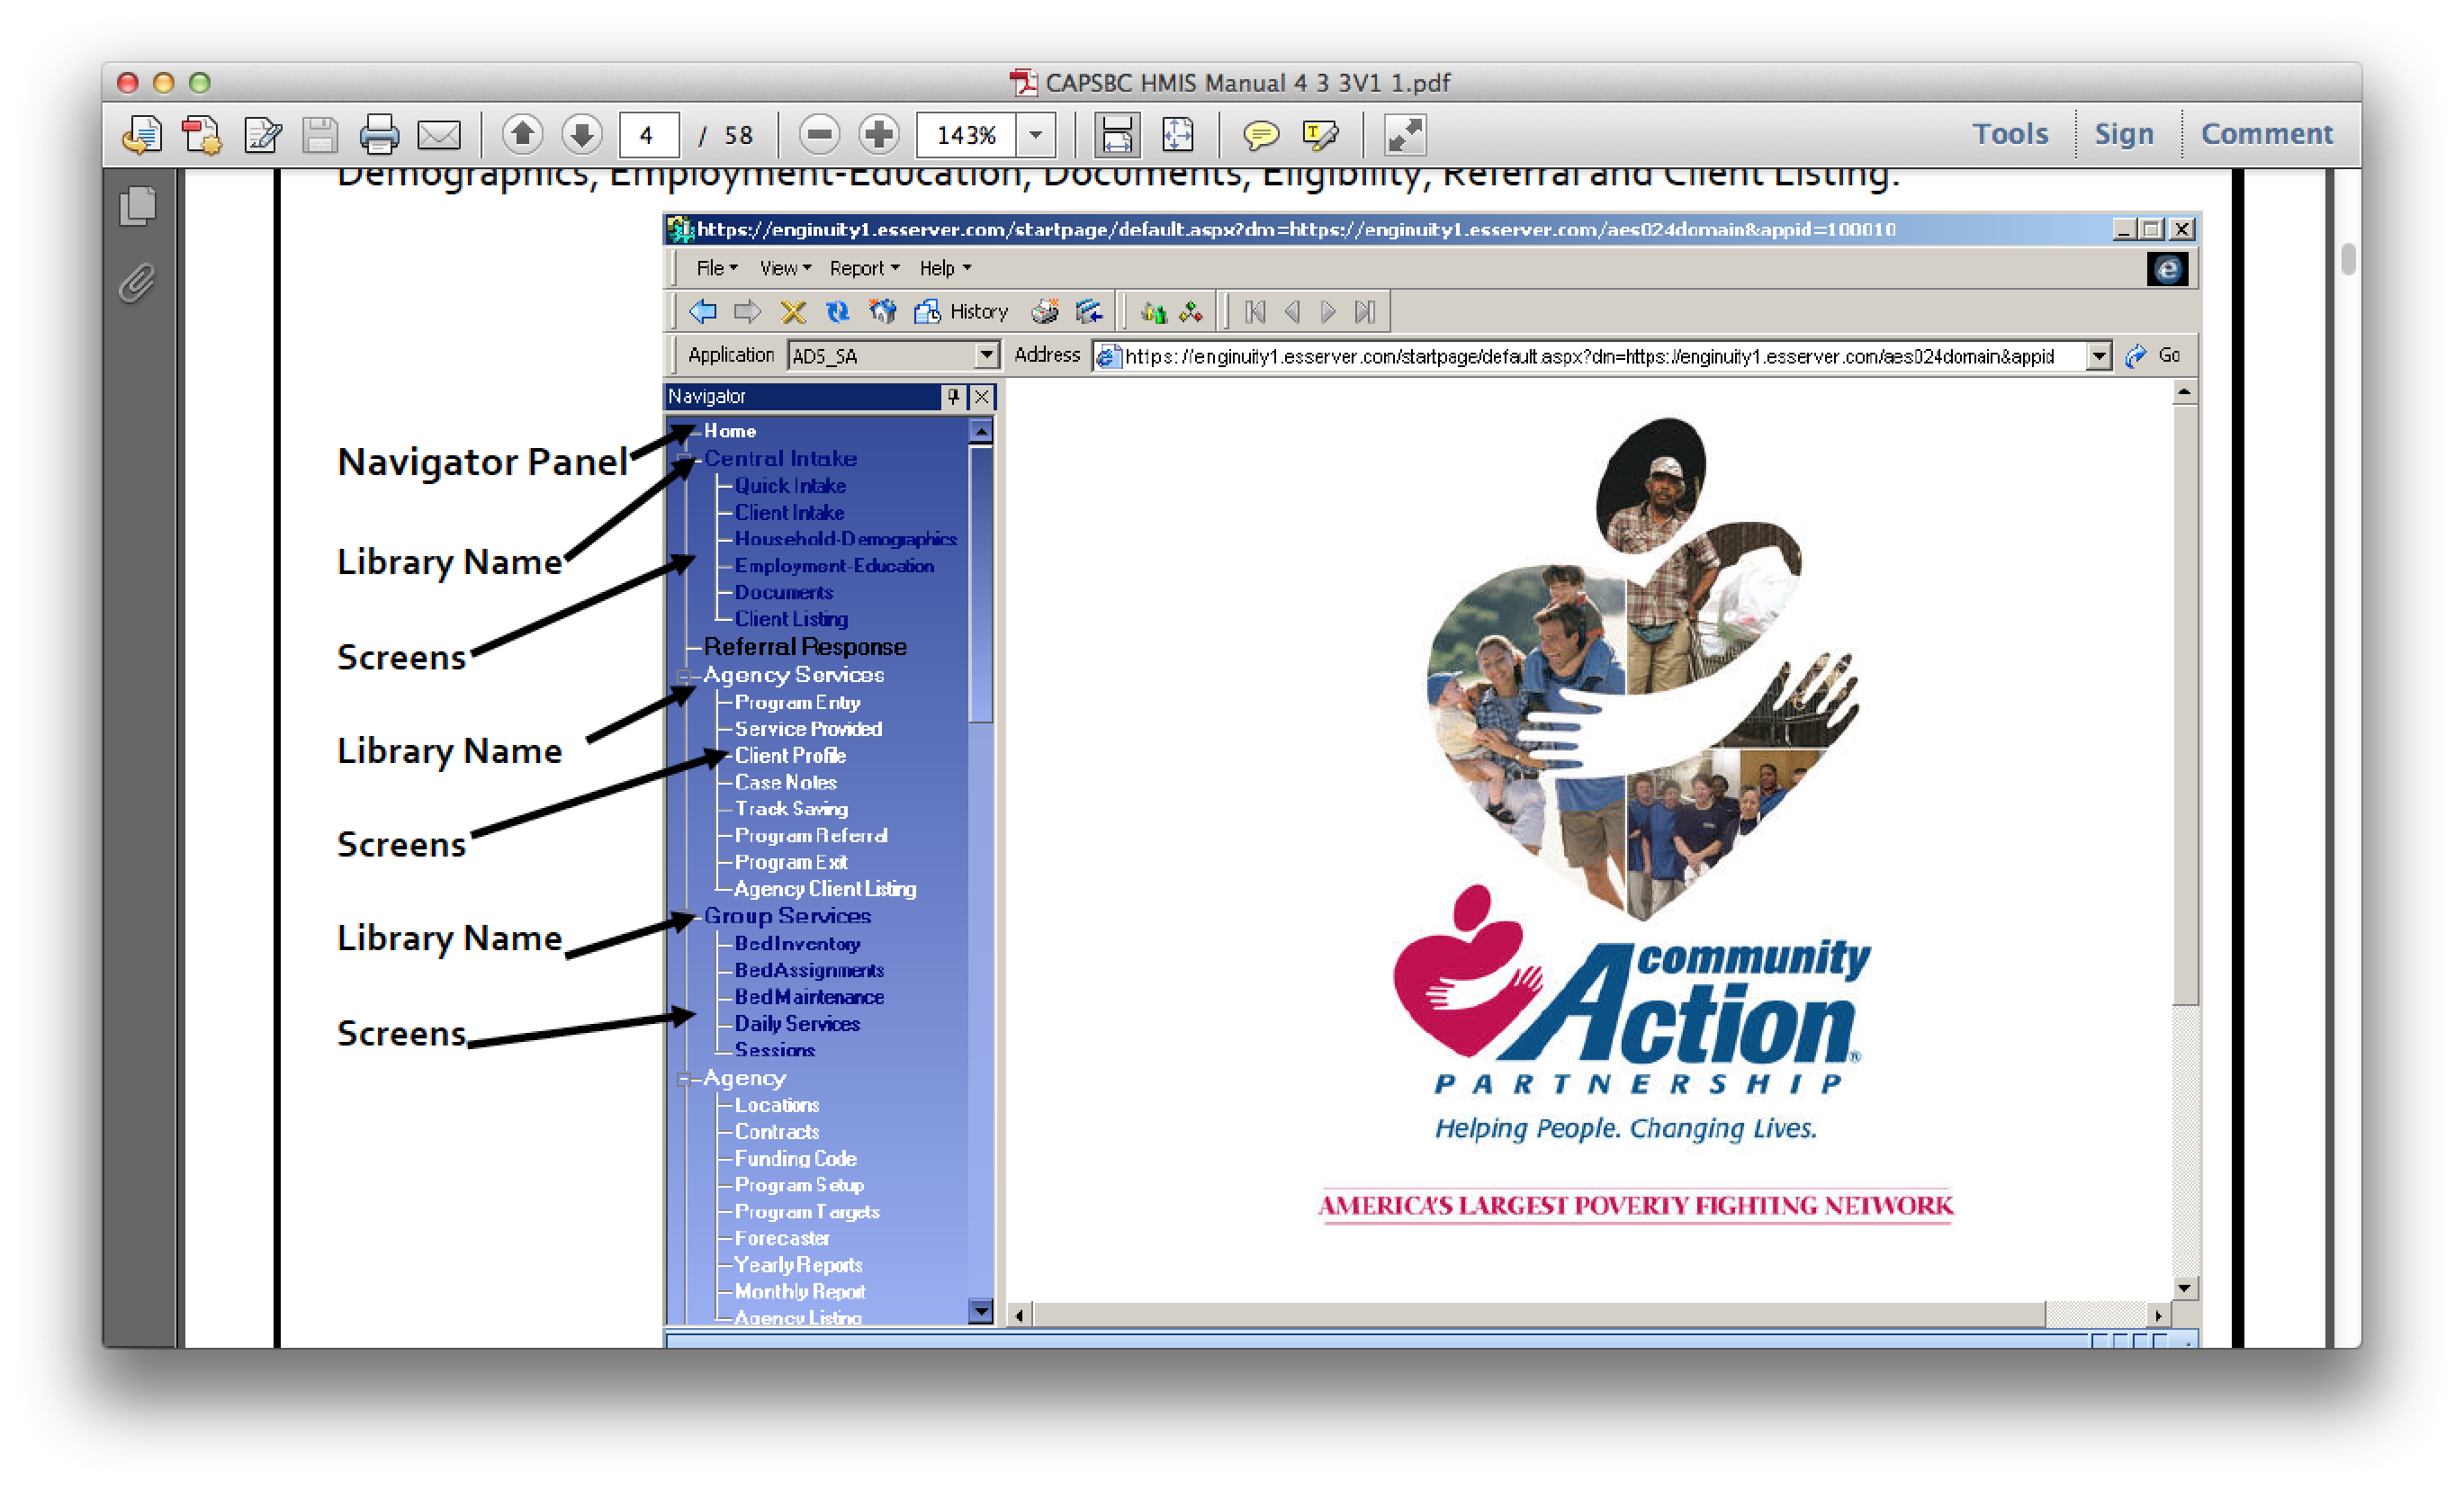 CAPSBC HMIS Manual 4 3 3V1 1.pdf
4 / 58 143% Tools Sign Comment
Demographics, Employment-Education, Documents, Eligibility, Referral and Client Listing.
https://enginuity1.esserver.com/startpage/default.aspx?dm=https://enginuity1.esserver.com/aes024domain&appid=100010
File View Report Help
History
Application ADS_SA Address https://enginuity1.esserver.com/startpage/default.aspx?dm=https://enginuity1.esserver.com/aes024domain&appid Go
Navigator
Navigator Panel
Library Name
Screens
Library Name
Screens
Library Name
Screens
Home
Central Intake
Quick Intake
Client Intake
Household-Demographics
Employment-Education
Documents
Client Listing
Referral Response
Agency Services
Program Entry
Service Provided
Client Profile
Case Notes
Track Saving
Program Referral
Program Exit
Agency Client Listing
Group Services
Bed Inventory
Bed Assignments
Bed Maintenance
Daily Services
Sessions
Agency
Locations
Contracts
Funding Code
Program Setup
Program Targets
Forecaster
Yearly Reports
Monthly Report
Agency Listing
community
Action
PARTNERSHIP
Helping People. Changing Lives.
AMERICA'S LARGEST POVERTY FIGHTING NETWORK